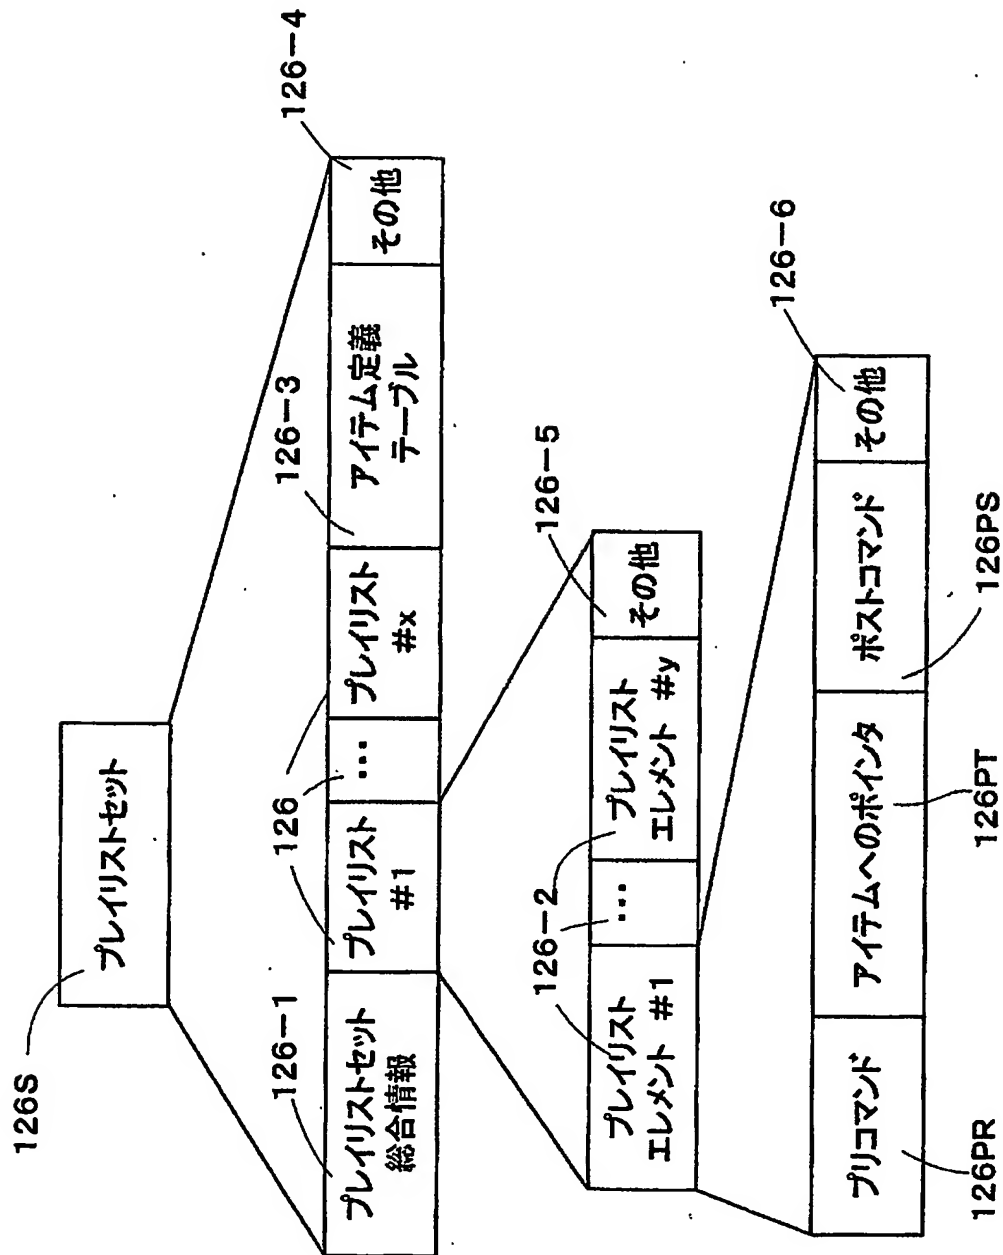 126S
プレイリストセット
126-1
126
126-3
126-4
プレイリストセット
総合情報
プレイリスト
#1
...
プレイリスト
#x
アイテム定義
テーブル
その他
126-2
126-5
プレイリスト
エレメント #1
...
プレイリスト
エレメント #y
その他
126-6
プリコマンド
アイテムへのポインタ
ポストコマンド
その他
126PR
126PT
126PS